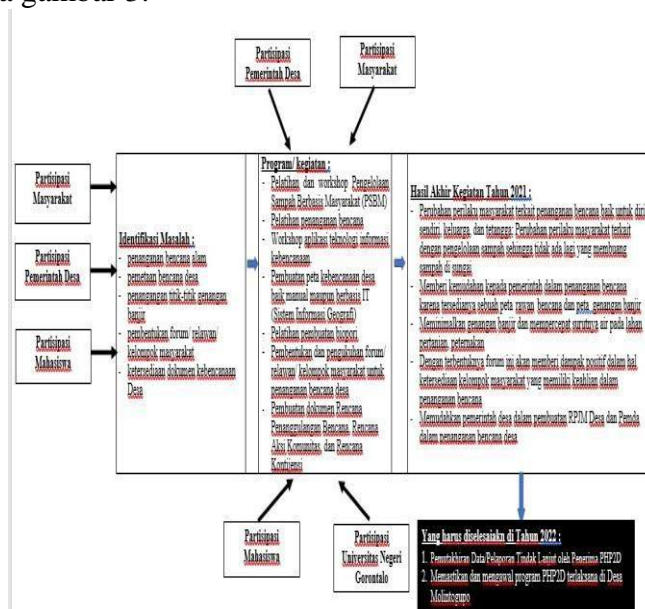 a gambar 3.
Partisipasi
Pemerintah Desa
Partisipasi
Masyarakat
Partisipasi
Masyarakat
Partisipasi
Pemerintah Desa
Partisipasi
Mahasiswa
Identifikasi Masalah :
- penanganan bencana alam
- pemetaan bencana desa
- penangangan titik-titik genangan
banjir
- pembentukan forum/ relawan/
kelompok masyarakat
- ketersediaan dokumen kebencanaan
Desa
Program/ kegiatan :
- Pelatihan dan workshop Pengelolaan
Sampah Berbasis Masyarakat (PSBM)
- Pelatihan penanganan bencana
- Workshop aplikasi teknologi informasi
kebencanaan.
- Pembuatan peta kebencanaan desa
baik manual maupun berbasis IT
(Sistem Informasi Geografi)
- Pelatihan pembuatan biopori
- Pembentukan dan pengukuhan forum/
relawan/ kelompok masyarakat untuk
penanganan bencana desa
- Pembuatan dokumen Rencana
Penanggulangan Bencana, Rencana
Aksi Komunitas, dan Rencana
Kontijensi
Hasil Akhir Kegiatan Tahun 2021 :
- Perubahan perilaku masyarakat terkait penanganan bencana baik untuk diri
sendiri, keluarga, dan tetangga: Perubahan perilaku masyarakat terkait
dengan pengelolaan sampah sehingga tidak ada lagi yang membuang
sampah di sungai
- Memberi kemudahan kepada pemerintah dalam penanganan bencana
karena tersedianya sebuah peta rawan bencana dan peta genangan banjir
- Meminimalkan genangan banjir dan mempercepat surutnya air pada lahan
pertanian, peternakan
- Dengan terbentuknya forum ini akan memberi dampak positif dalam hal
ketersediaan kelompok masyarakat yang memiliki keahlian dalam
penanganan bencana
- Memudahkan pemerintah desa dalam pembuatan RPJM Desa dan Pemda
dalam penanganan bencana desa
Partisipasi
Mahasiswa
Partisipasi
Universitas Negeri
Gorontalo
Yang harus diselesaiakn di Tahun 2022 :
1. Pemutakhiran Data/Pelaporan Tindak Lanjut oleh Penerima PHP2D
2. Memastikan dan mengawal program PHP2D terlaksana di Desa
Molintogupo